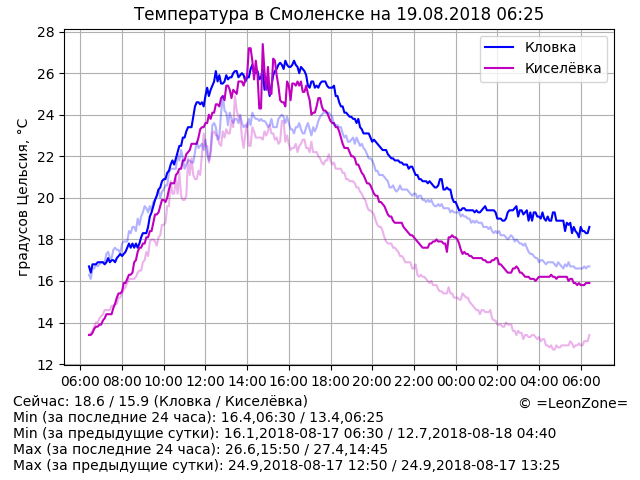 Температура в Смоленске на 19.08.2018 06:25
градусов Цельсия, °C
28
26
24
22
20
18
16
14
12
Кловка
Киселёвка
06:00 08:00 10:00 12:00 14:00 16:00 18:00 20:00 22:00 00:00 02:00 04:00 06:00
Сейчас: 18.6 / 15.9 (Кловка / Киселёвка)
© =LeonZone=
Min (за последние 24 часа): 16.4,06:30 / 13.4,06:25
Min (за предыдущие сутки): 16.1,2018-08-17 06:30 / 12.7,2018-08-18 04:40
Max (за последние 24 часа): 26.6,15:50 / 27.4,14:45
Max (за предыдущие сутки): 24.9,2018-08-17 12:50 / 24.9,2018-08-17 13:25